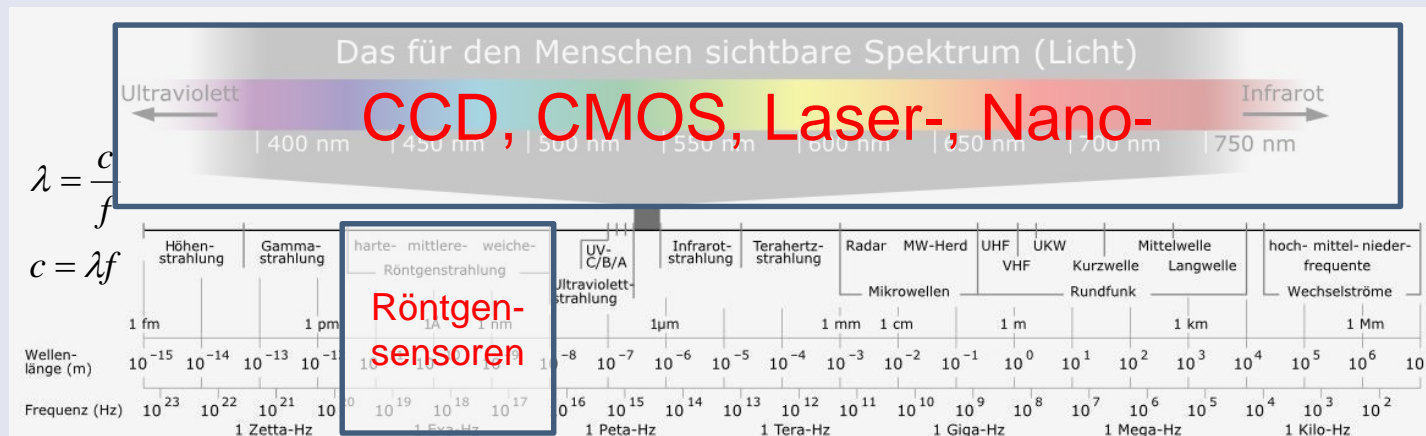 Das für den Menschen sichtbare Spektrum (Licht)
Ultraviolett
Infrarot
CCD, CMOS, Laser-, Nano-
400 nm 450 nm 500 nm 550 nm 600 nm 650 nm 700 nm 750 nm
λ = c/f
c = λf
Höhen-
strahlung
Gamma-
strahlung
harte- mittlere- weiche-
Röntgenstrahlung
UV-
C/B/A
Ultraviolett-
strahlung
Infrarot-
strahlung
Terahertz-
strahlung
Radar MW-Herd
Mikrowellen
UHF UKW Mittelwelle
VHF Kurzwelle Langwelle
Rundfunk
hoch- mittel- nieder-
frequente
Wechselströme
Röntgen-
sensoren
1 fm 1 pm 1Å 1 nm 1µm 1 mm 1 cm 1 m 1 km 1 Mm
Wellen-
länge (m)
10⁻¹⁵ 10⁻¹⁴ 10⁻¹³ 10⁻⁸ 10⁻⁷ 10⁻⁶ 10⁻⁵ 10⁻⁴ 10⁻³ 10⁻² 10⁻¹ 10⁰ 10¹ 10² 10³ 10⁴ 10⁵ 10⁶ 10
Frequenz (Hz) 10²³ 10²² 10²¹ 10¹⁹ 10¹⁸ 10¹⁷ 10¹⁶ 10¹⁵ 10¹⁴ 10¹³ 10¹² 10¹¹ 10¹⁰ 10⁹ 10⁸ 10⁷ 10⁶ 10⁵ 10⁴ 10³ 10²
1 Zetta-Hz 1 Exa-Hz 1 Peta-Hz 1 Tera-Hz 1 Giga-Hz 1 Mega-Hz 1 Kilo-Hz